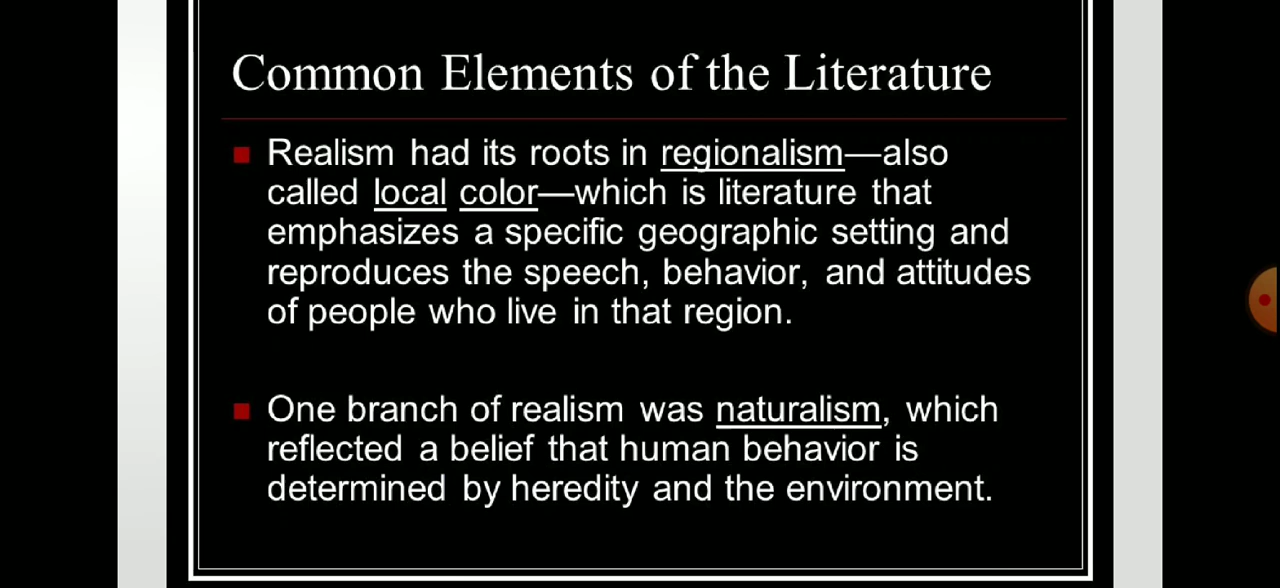 Common Elements of the Literature
Realism had its roots in regionalism—also
called local color—which is literature that
emphasizes a specific geographic setting and
reproduces the speech, behavior, and attitudes
of people who live in that region.
One branch of realism was naturalism, which
reflected a belief that human behavior is
determined by heredity and the environment.